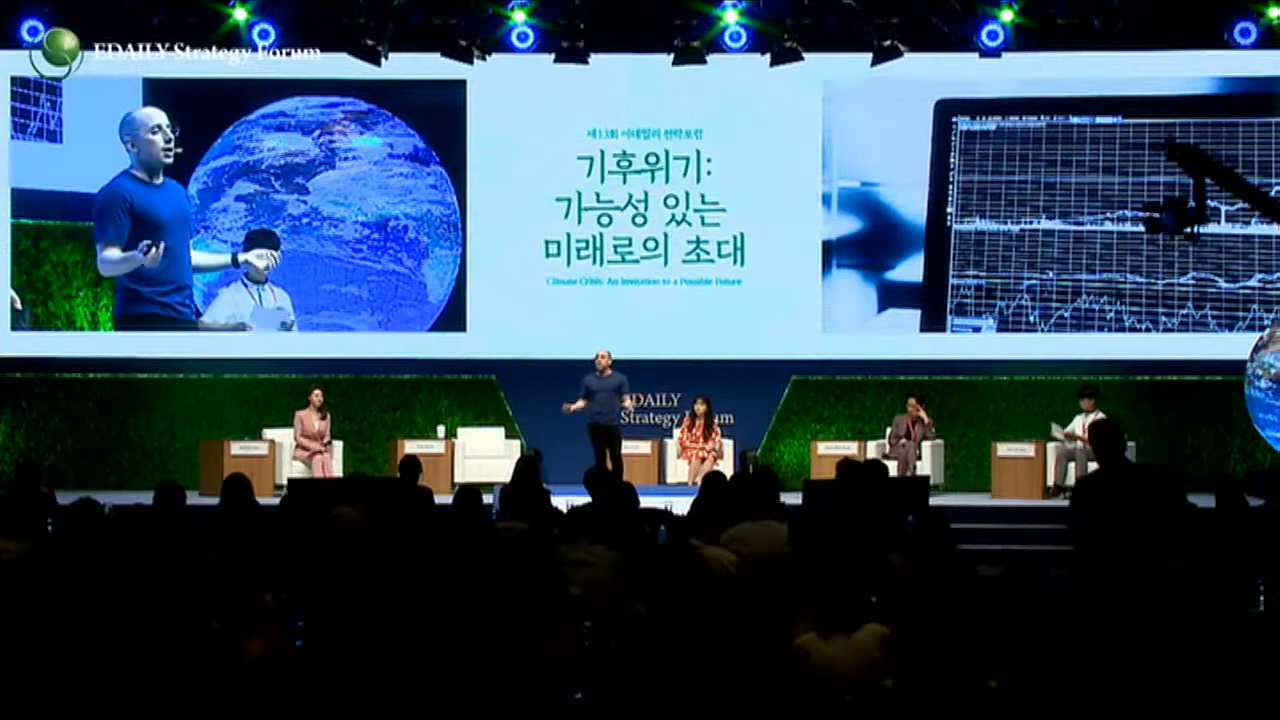 EDAILY Strategy Forum
제13회 이데일리 전략포럼
기후위기:
가능성 있는
미래로의 초대
Climate Crisis: An Invitation to a Possible Future
EDAILY
Strategy